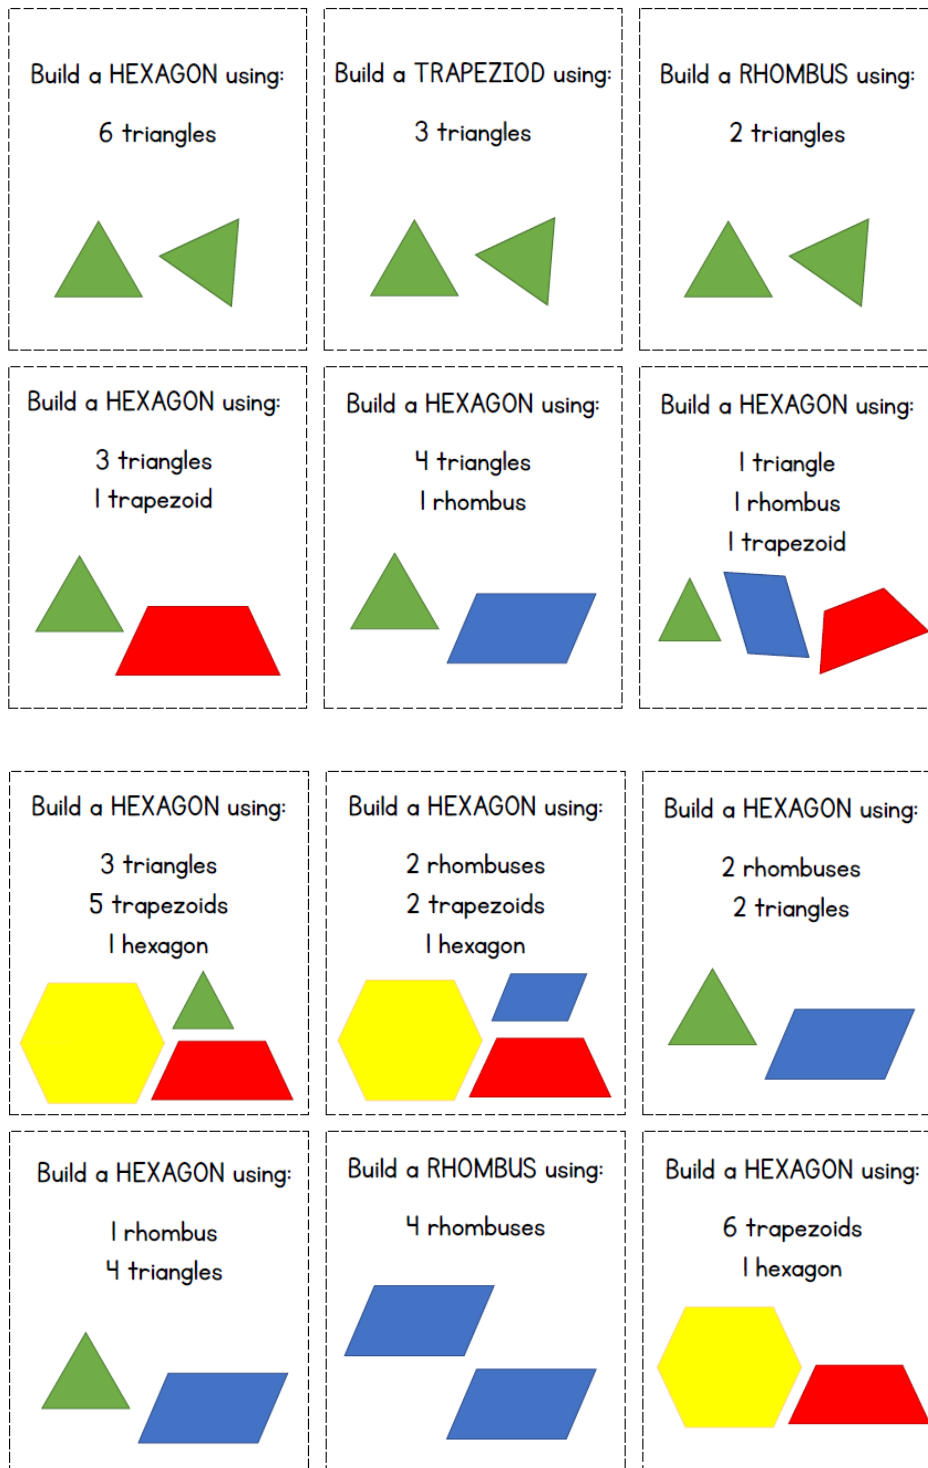 Build a HEXAGON using:
6 triangles
Build a TRAPEZIOD using:
3 triangles
Build a RHOMBUS using:
2 triangles
Build a HEXAGON using:
3 triangles
1 trapezoid
Build a HEXAGON using:
4 triangles
1 rhombus
Build a HEXAGON using:
1 triangle
1 rhombus
1 trapezoid
Build a HEXAGON using:
3 triangles
5 trapezoids
1 hexagon
Build a HEXAGON using:
2 rhombuses
2 trapezoids
1 hexagon
Build a HEXAGON using:
2 rhombuses
2 triangles
Build a HEXAGON using:
1 rhombus
4 triangles
Build a RHOMBUS using:
4 rhombuses
Build a HEXAGON using:
6 trapezoids
1 hexagon